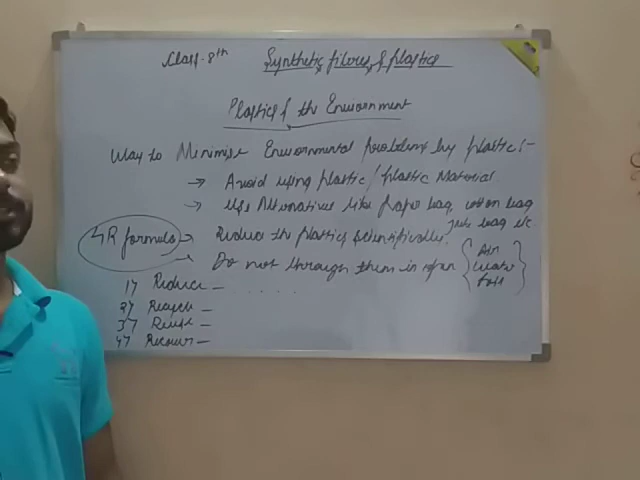 Class-8th Synthetic fibres & plastics
Plastics & the Environment
Way to Minimise Environmental Problems by plastic:-
→ Avoid using plastic/plastic Material.
→ Use Alternatives like paper bag, cotton bag
Jute bag etc.
4R formula → Reduce the plastics scientifically.
→ Do not through them in open { Air
Water
Soil }
1) Reduce - . . . . .
2) Recycle -
3) Reuse -
4) Recover -